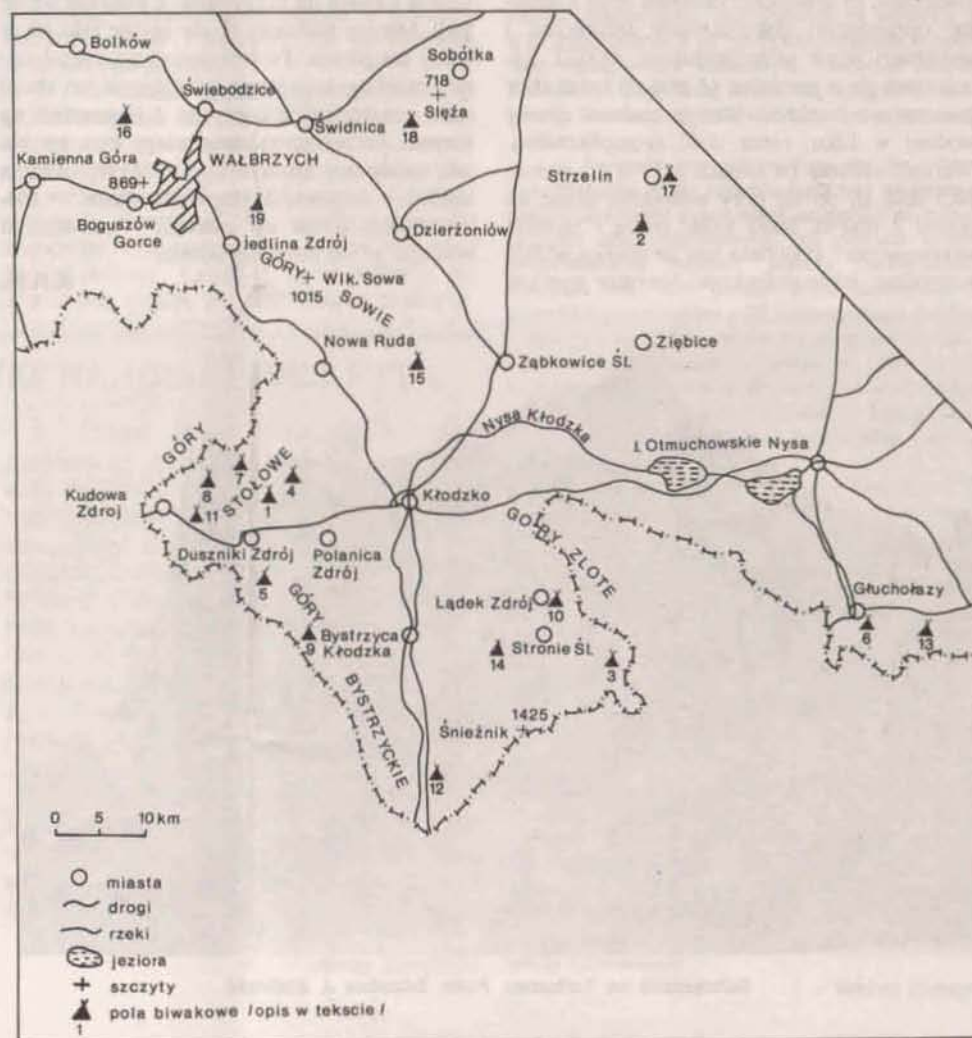 Bolków
Sobótka
718
Ślęża
Świebodzice
16
Świdnica
18
Kamienna Góra
WAŁBRZYCH
Strzelin
17
869
Boguszów
Gorce
19
2
Dzierżoniów
Jedlina Zdrój
GÓRY
SOWIE
Wlk. Sowa
1015
Nowa Ruda
15
Ząbkowice Śl.
Ziębice
Nysa Kłodzka
J. Otmuchowskie
Nysa
GÓRY
STOŁOWE
7
8
4
1
11
Kudowa
Zdroj
Kłodzko
Duszniki Zdrój
Polanica
Zdrój
GÓRY ZŁOTE
5
GÓRY
BYSTRZYCKIE
Lądek Zdrój
10
Głuchołazy
6
13
9
Bystrzyca
Kłodzka
Stronie Śl.
14
3
1425
Śnieżnik
12
0 5 10 km
miasta
drogi
rzeki
jeziora
szczyty
pola biwakowe /opis w tekście/
1